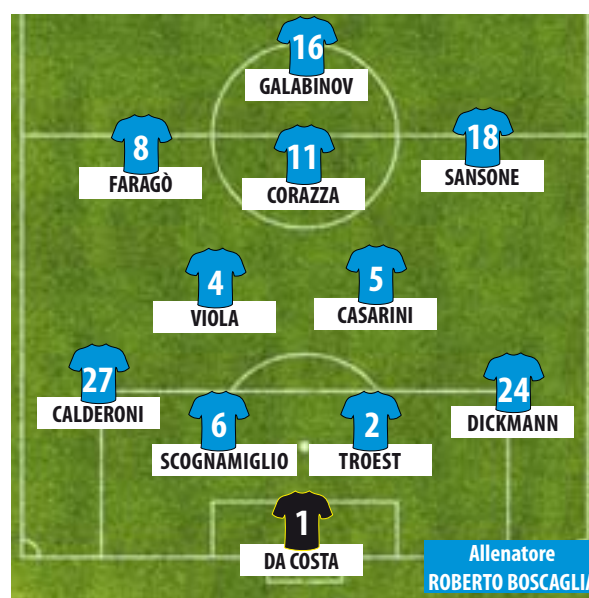 16
GALABINOV
8
FARAGÒ
11
CORAZZA
18
SANSONE
4
VIOLA
5
CASARINI
27
CALDERONI
6
SCOGNAMIGLIO
2
TROEST
24
DICKMANN
1
DA COSTA
Allenatore
ROBERTO BOSCAGLIA